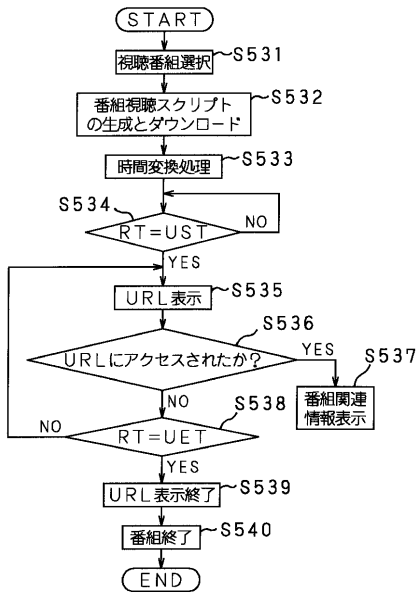 START
視聴番組選択
S531
番組視聴スクリプト
の生成とダウンロード
S532
時間変換処理
S533
S534
RT=UST
NO
YES
URL表示
S535
URLにアクセスされたか?
S536
YES
番組関連
情報表示
S537
NO
RT=UET
S538
NO
YES
URL表示終了
S539
番組終了
S540
END